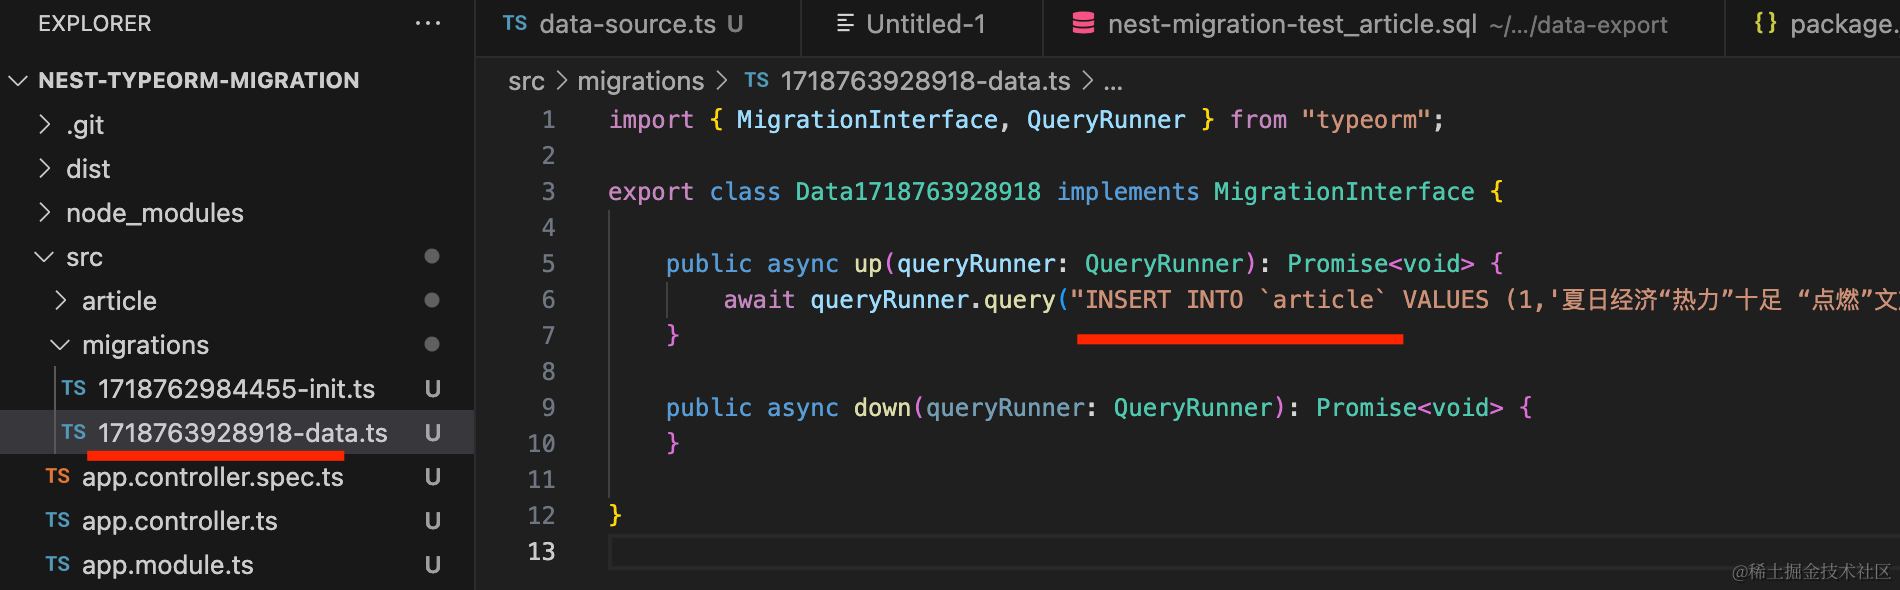 EXPLORER ...
NEST-TYPEORM-MIGRATION
.git
dist
node_modules
src
article
migrations
TS 1718762984455-init.ts U
TS 1718763928918-data.ts U
TS app.controller.spec.ts U
TS app.controller.ts U
TS app.module.ts U
TS data-source.ts U
Untitled-1
nest-migration-test_article.sql ~/.../data-export
{} package.
src > migrations > TS 1718763928918-data.ts > ...
1 import { MigrationInterface, QueryRunner } from "typeorm";
2
3 export class Data1718763928918 implements MigrationInterface {
4
5 public async up(queryRunner: QueryRunner): Promise<void> {
6 await queryRunner.query("INSERT INTO `article` VALUES (1,'夏日经济“热力”十足 “点燃”文
7 }
8
9 public async down(queryRunner: QueryRunner): Promise<void> {
10 }
11
12 }
13
@稀土掘金技术社区